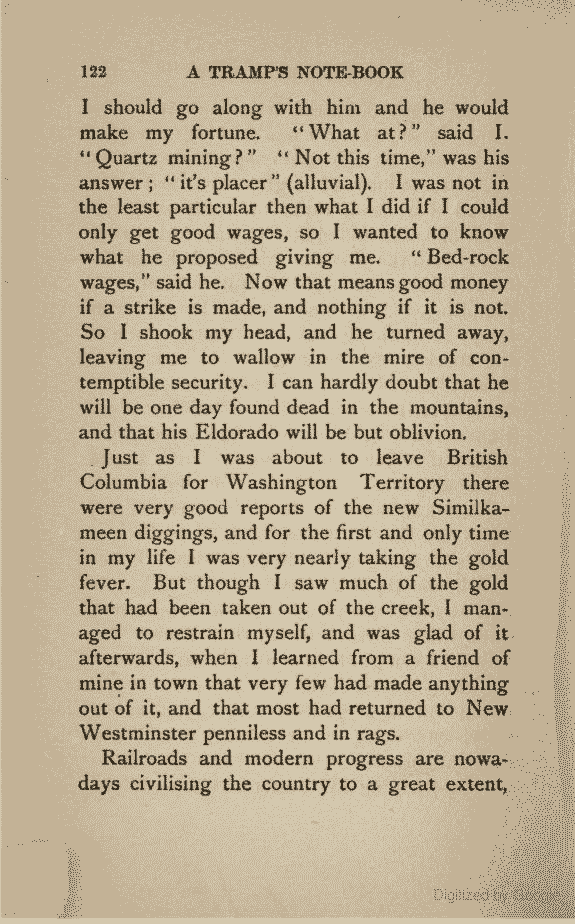 122 A TRAMP'S NOTE-BOOK
I should go along with him and he would
make my fortune. "What at?" said I.
"Quartz mining?" "Not this time," was his
answer; "it's placer" (alluvial). I was not in
the least particular then what I did if I could
only get good wages, so I wanted to know
what he proposed giving me. "Bed-rock
wages," said he. Now that means good money
if a strike is made, and nothing if it is not.
So I shook my head, and he turned away,
leaving me to wallow in the mire of con-
temptible security. I can hardly doubt that he
will be one day found dead in the mountains,
and that his Eldorado will be but oblivion.
Just as I was about to leave British
Columbia for Washington Territory there
were very good reports of the new Similka-
meen diggings, and for the first and only time
in my life I was very nearly taking the gold
fever. But though I saw much of the gold
that had been taken out of the creek, I man-
aged to restrain myself, and was glad of it
afterwards, when I learned from a friend of
mine in town that very few had made anything
out of it, and that most had returned to New
Westminster penniless and in rags.
Railroads and modern progress are nowa-
days civilising the country to a great extent,
Digitized by Google